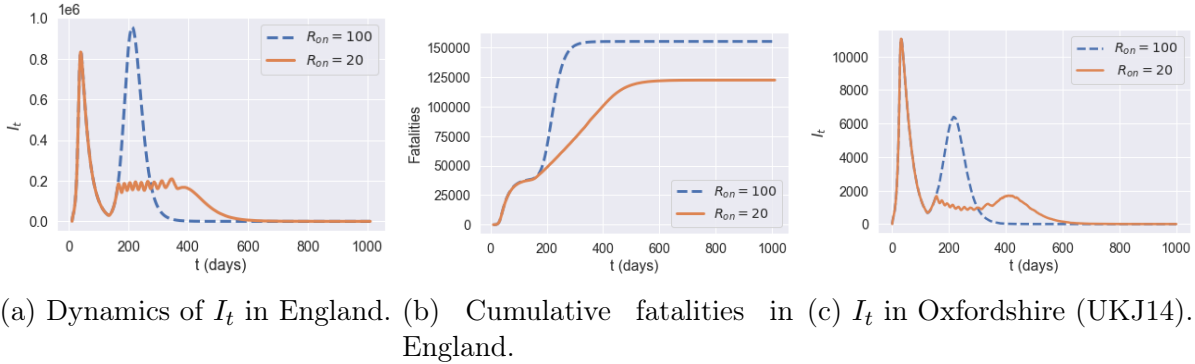 1e6
1.0
0.8
0.6
0.4
0.2
0.0
I_t
R_on = 100
R_on = 20
0 200 400 600 800 1000
t (days)
150000
125000
100000
75000
50000
25000
0
Fatalities
R_on = 100
R_on = 20
0 200 400 600 800 1000
t (days)
10000
8000
6000
4000
2000
0
I_t
R_on = 100
R_on = 20
0 200 400 600 800 1000
t (days)
(a) Dynamics of I_t in England.
(b) Cumulative fatalities in
England.
(c) I_t in Oxfordshire (UKJ14).